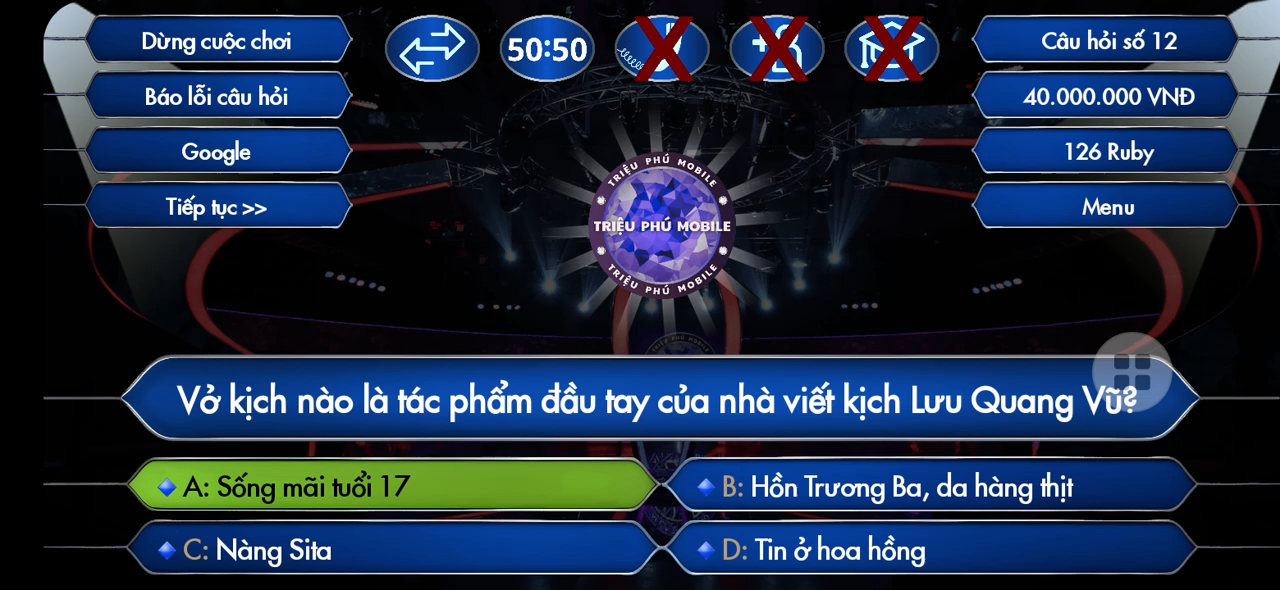 Dừng cuộc chơi
Báo lỗi câu hỏi
Google
Tiếp tục >>
50:50
Câu hỏi số 12
40.000.000 VNĐ
126 Ruby
Menu
TRIỆU PHÚ MOBILE
TRIỆU PHÚ MOBILE
TRIỆU PHÚ MOBILE
TRIỆU PHÚ MOBILE
Vở kịch nào là tác phẩm đầu tay của nhà viết kịch Lưu Quang Vũ?
A: Sống mãi tuổi 17
B: Hồn Trương Ba, da hàng thịt
C: Nàng Sita
D: Tin ở hoa hồng